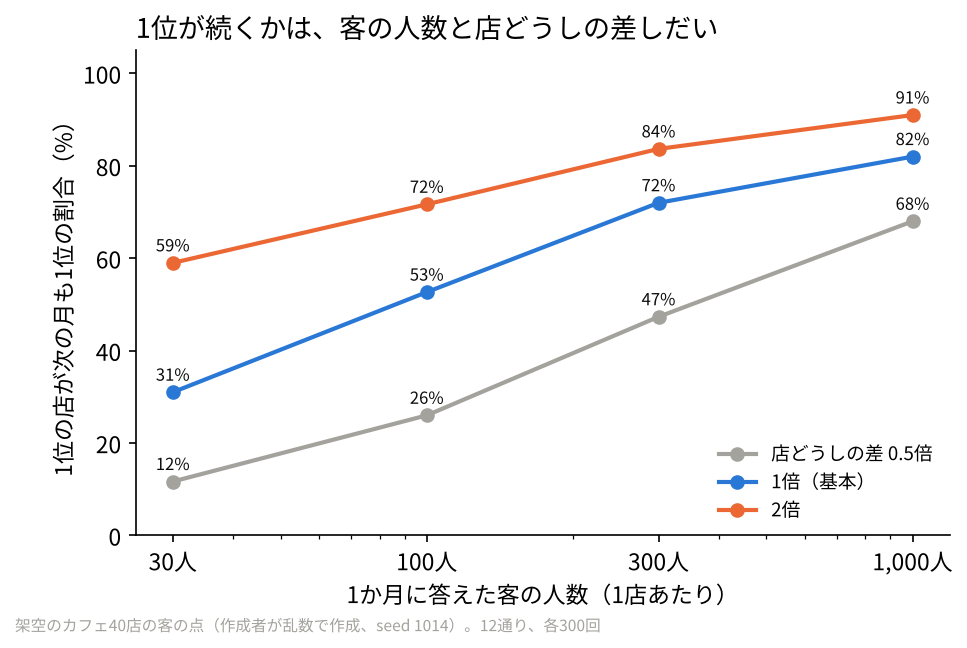 1位が続くかは、客の人数と店どうしの差しだい
1位の店が次の月も1位の割合（%）
100
80
60
40
20
0
59%
72%
84%
91%
31%
53%
72%
82%
12%
26%
47%
68%
店どうしの差 0.5倍
1倍（基本）
2倍
30人
100人
300人
1,000人
1か月に答えた客の人数（1店あたり）
架空のカフェ40店の客の点（作成者が乱数で作成、seed 1014）。12通り、各300回